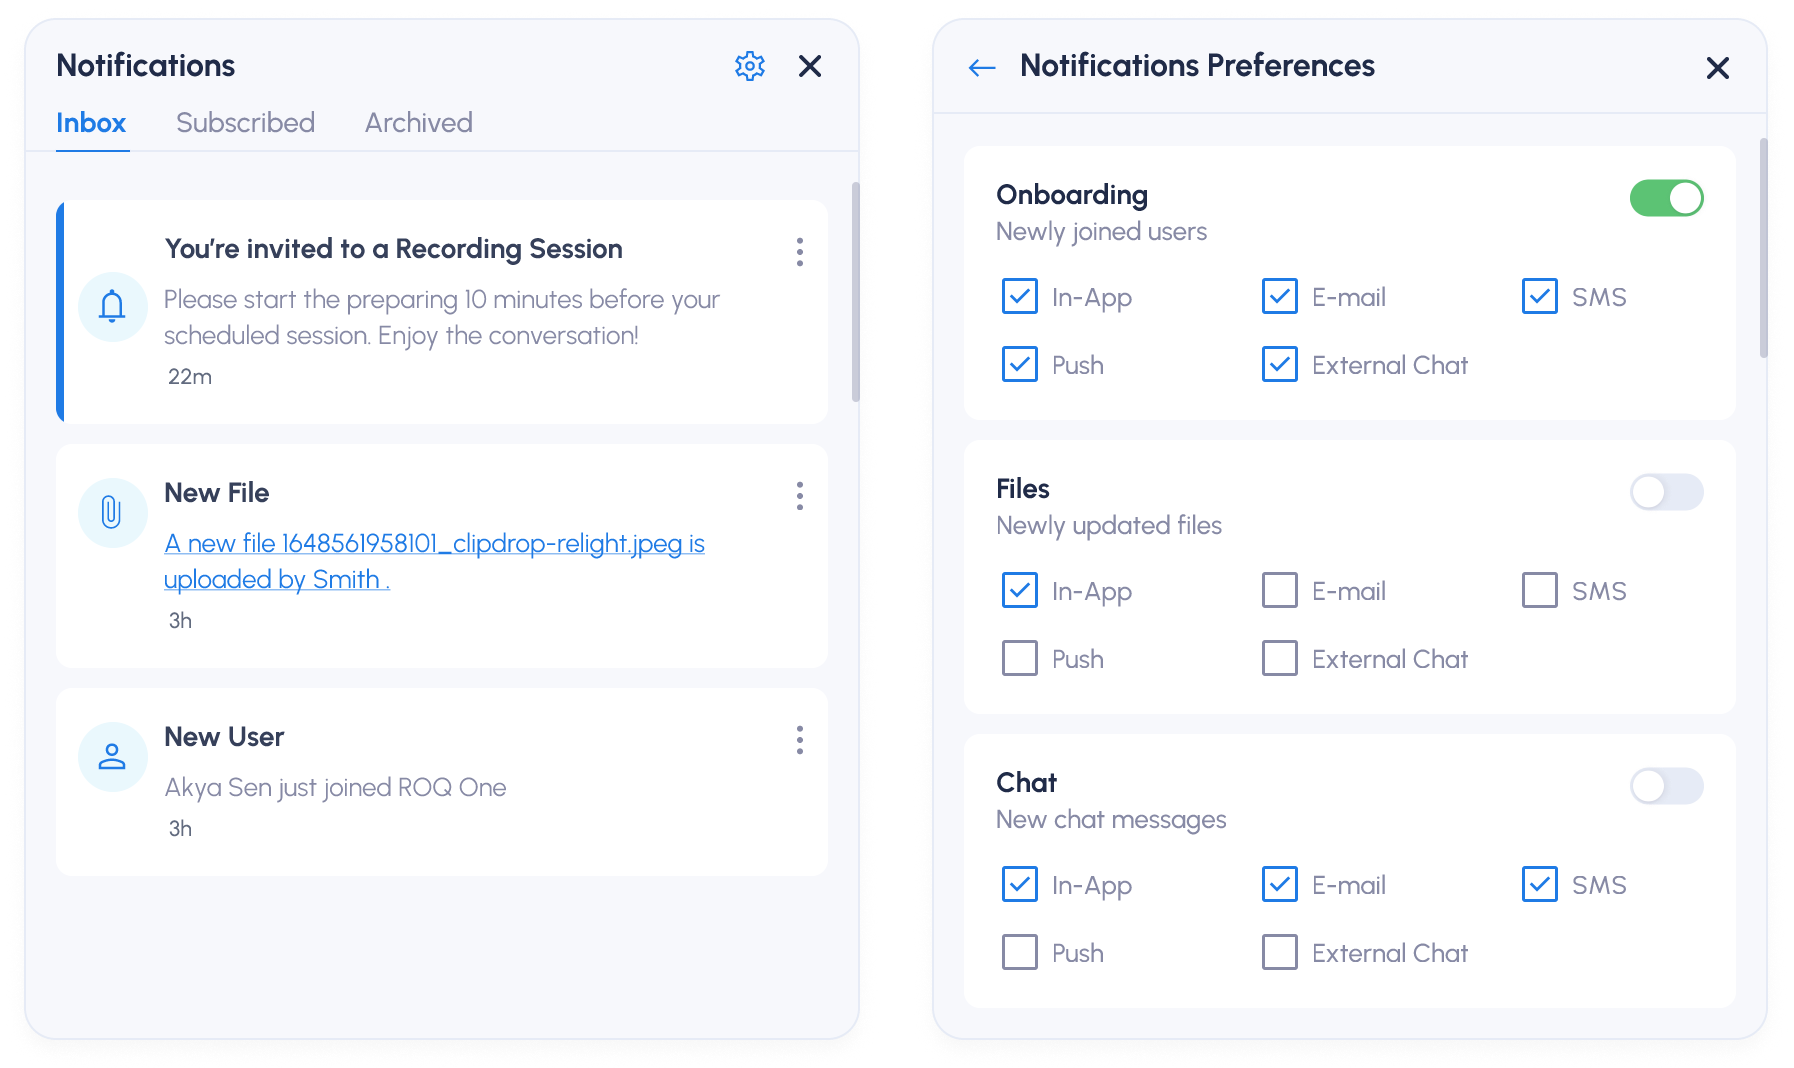 Notifications
Inbox Subscribed Archived
You're invited to a Recording Session
Please start the preparing 10 minutes before your
scheduled session. Enjoy the conversation!
22m
New File
A new file 1648561958101_clipdrop-relight.jpeg is
uploaded by Smith .
3h
New User
Akya Sen just joined ROQ One
3h
Notifications Preferences
Onboarding
Newly joined users
In-App E-mail SMS
Push External Chat
Files
Newly updated files
In-App E-mail SMS
Push External Chat
Chat
New chat messages
In-App E-mail SMS
Push External Chat